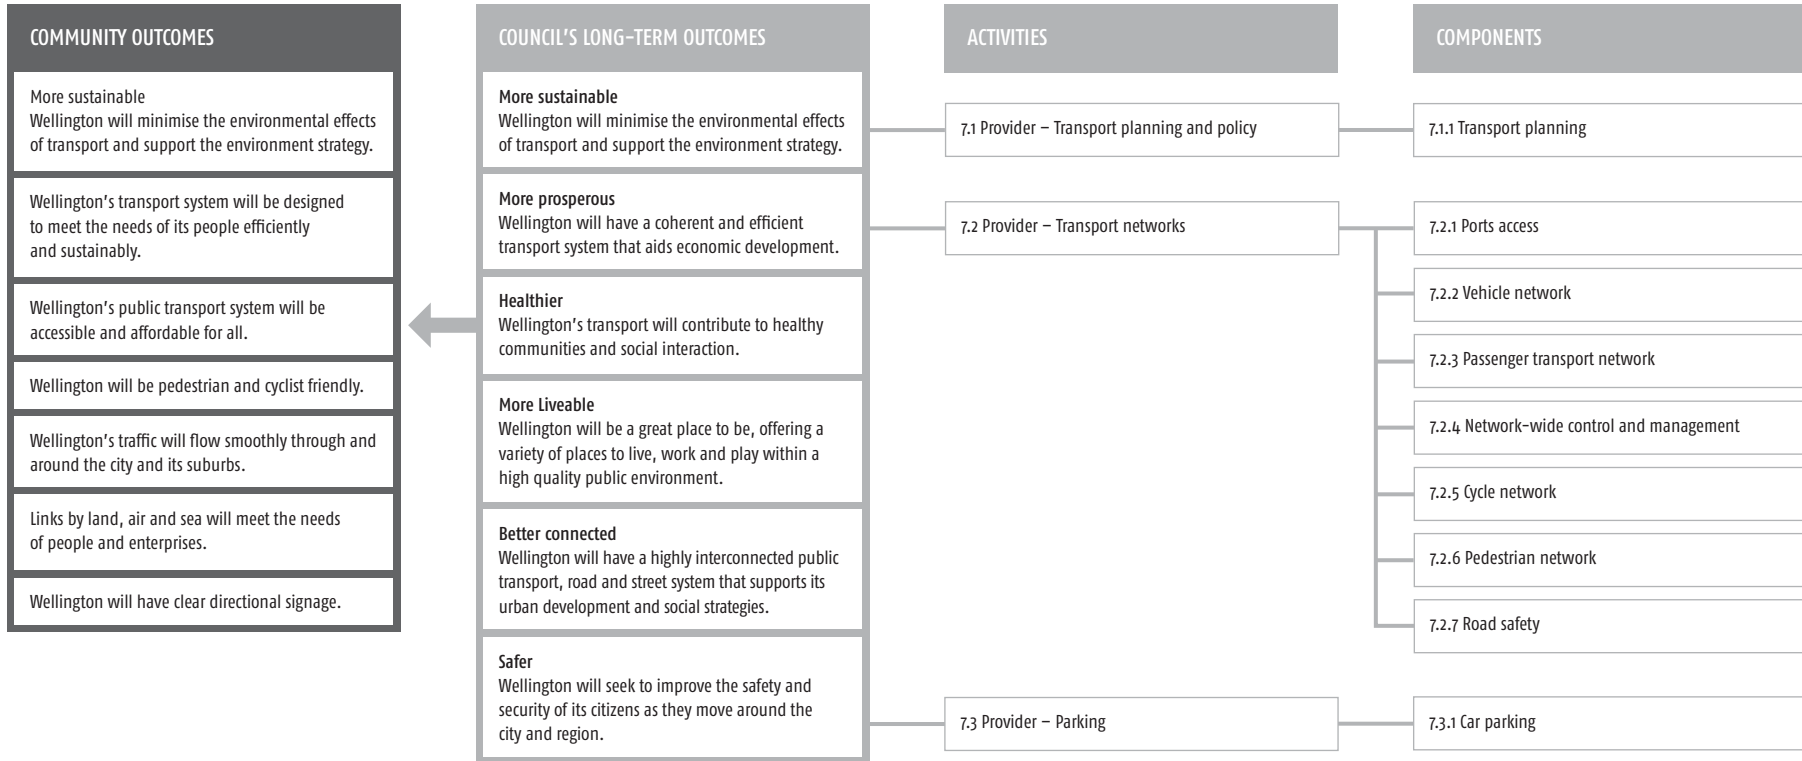 COMMUNITY OUTCOMES
More sustainable
Wellington will minimise the environmental effects
of transport and support the environment strategy.
Wellington's transport system will be designed
to meet the needs of its people efficiently
and sustainably.
Wellington's public transport system will be
accessible and affordable for all.
Wellington will be pedestrian and cyclist friendly.
Wellington's traffic will flow smoothly through and
around the city and its suburbs.
Links by land, air and sea will meet the needs
of people and enterprises.
Wellington will have clear directional signage.
COUNCIL'S LONG-TERM OUTCOMES
More sustainable
Wellington will minimise the environmental effects
of transport and support the environment strategy.
More prosperous
Wellington will have a coherent and efficient
transport system that aids economic development.
Healthier
Wellington's transport will contribute to healthy
communities and social interaction.
More Liveable
Wellington will be a great place to be, offering a
variety of places to live, work and play within a
high quality public environment.
Better connected
Wellington will have a highly interconnected public
transport, road and street system that supports its
urban development and social strategies.
Safer
Wellington will seek to improve the safety and
security of its citizens as they move around the
city and region.
ACTIVITIES
7.1 Provider – Transport planning and policy
7.2 Provider – Transport networks
7.3 Provider – Parking
COMPONENTS
7.1.1 Transport planning
7.2.1 Ports access
7.2.2 Vehicle network
7.2.3 Passenger transport network
7.2.4 Network-wide control and management
7.2.5 Cycle network
7.2.6 Pedestrian network
7.2.7 Road safety
7.3.1 Car parking